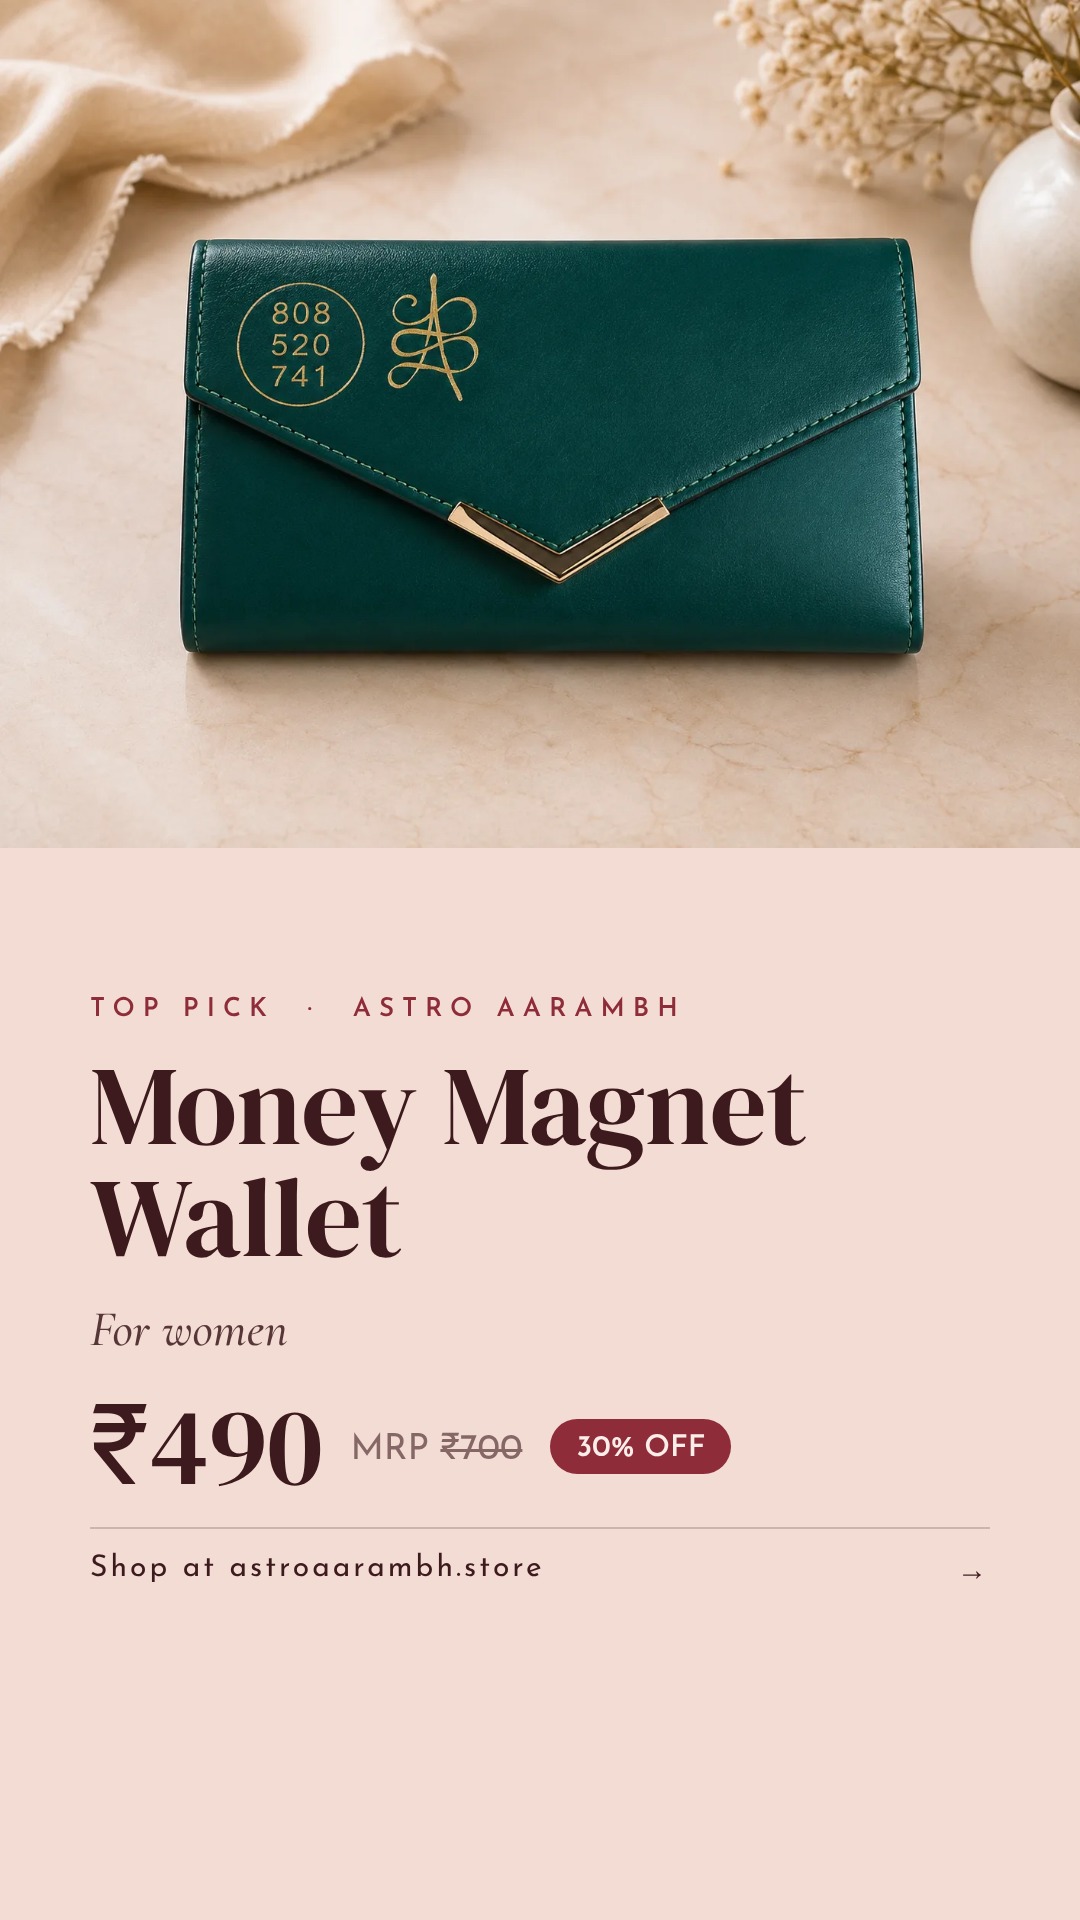 808
520
741
TOP PICK · ASTRO AARAMBH
Money Magnet
Wallet
For women
₹490 MRP ₹700 30% OFF
Shop at astroaarambh.store →